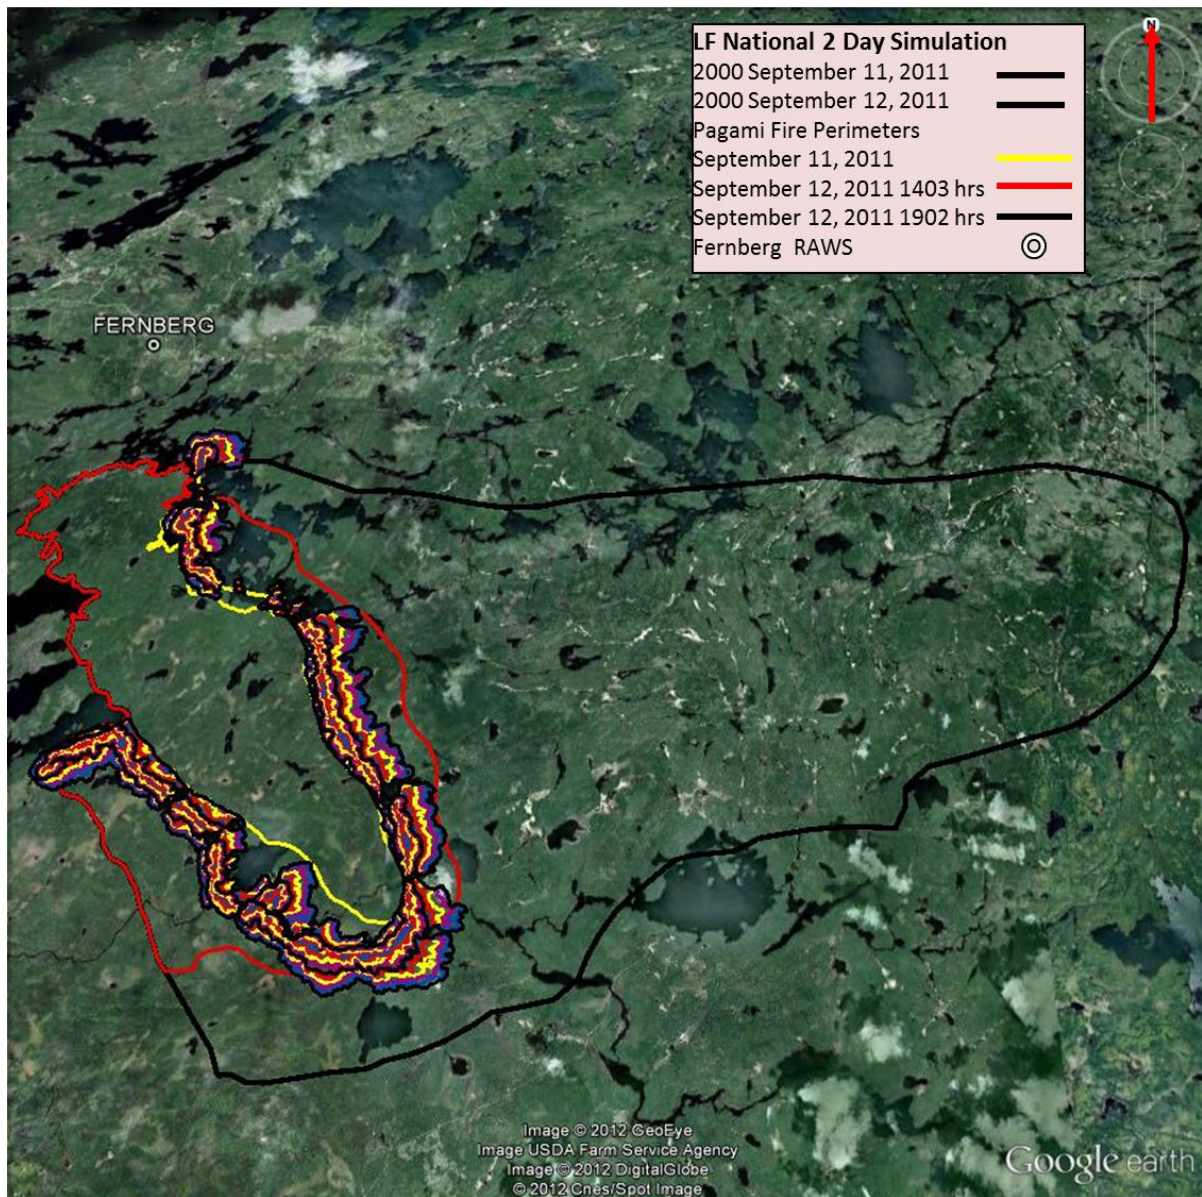 LF National 2 Day Simulation
2000 September 11, 2011
2000 September 12, 2011
Pagami Fire Perimeters
September 11, 2011
September 12, 2011 1403 hrs
September 12, 2011 1902 hrs
Fernberg RAWS
N
FERNBERG
Image © 2012 GeoEye
Image USDA Farm Service Agency
Image © 2012 DigitalGlobe
© 2012 Cnes/Spot Image
Google earth